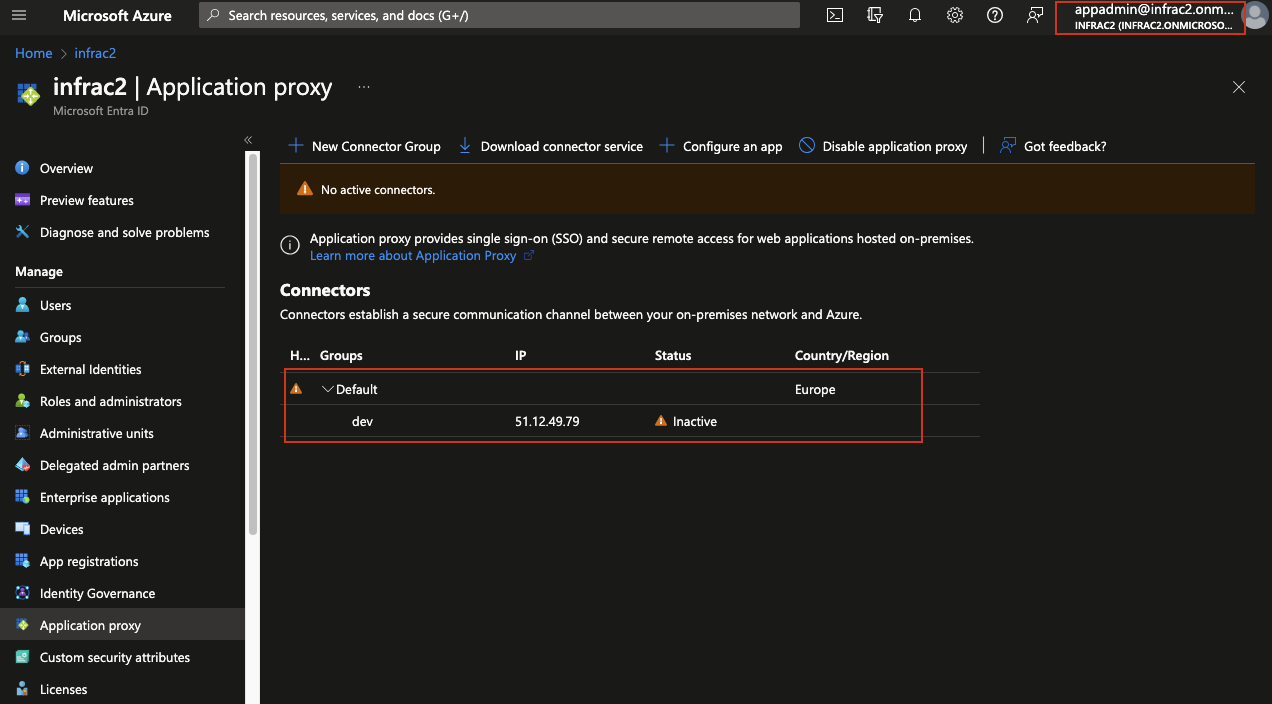 Microsoft Azure
Search resources, services, and docs (G+/)
appadmin@infrac2.onm...
INFRAC2 (INFRAC2.ONMICROSO...
Home > infrac2
infrac2 | Application proxy ...
Microsoft Entra ID
Overview
Preview features
Diagnose and solve problems
Manage
Users
Groups
External Identities
Roles and administrators
Administrative units
Delegated admin partners
Enterprise applications
Devices
App registrations
Identity Governance
Application proxy
Custom security attributes
Licenses
New Connector Group
Download connector service
Configure an app
Disable application proxy
Got feedback?
No active connectors.
Application proxy provides single sign-on (SSO) and secure remote access for web applications hosted on-premises.
Learn more about Application Proxy
Connectors
Connectors establish a secure communication channel between your on-premises network and Azure.
H... Groups IP Status Country/Region
Default Europe
dev 51.12.49.79 Inactive